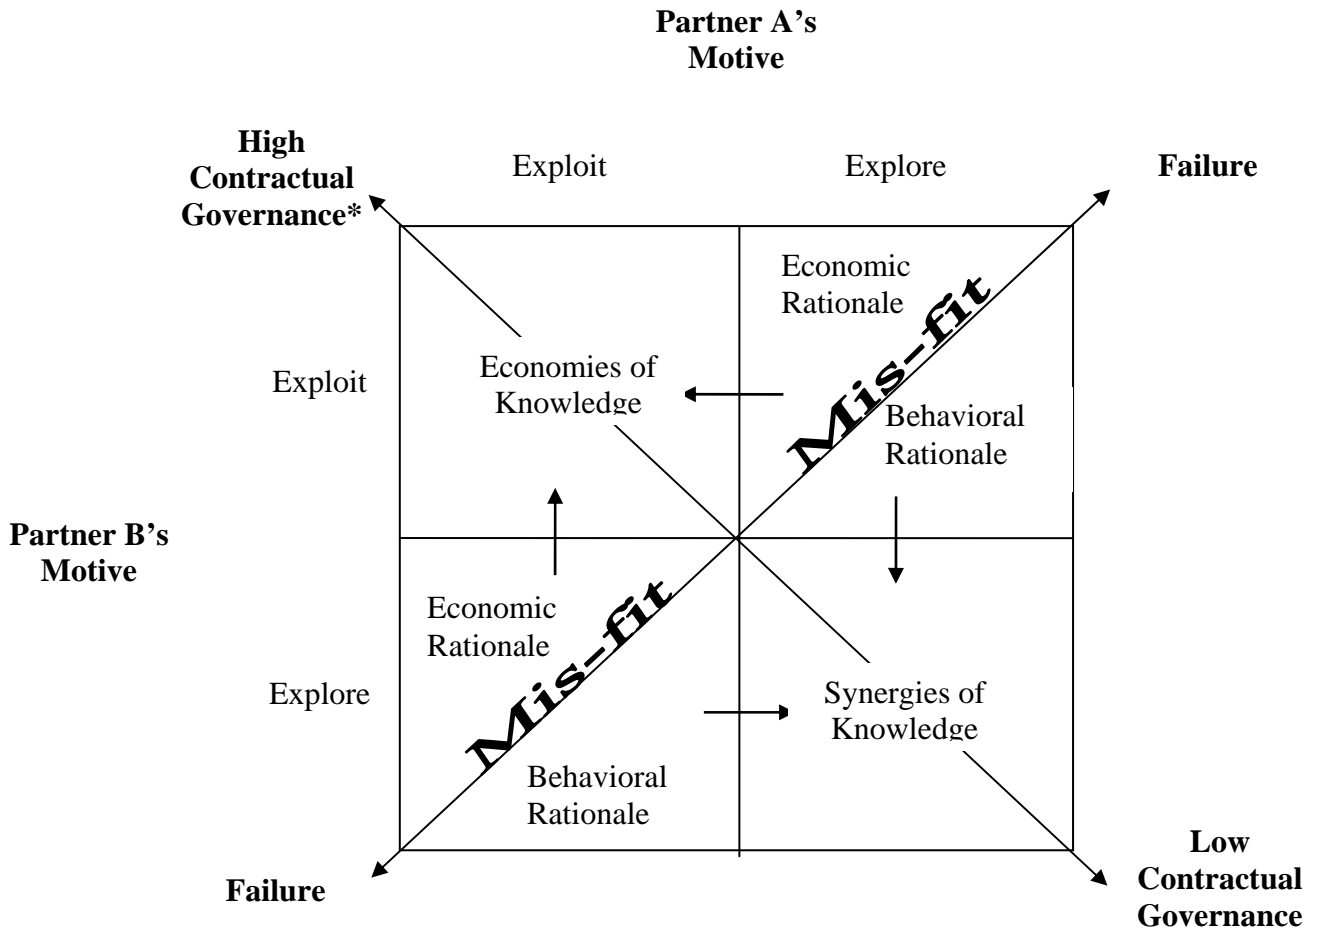 Partner A’s
Motive
High
Contractual
Governance*
Exploit
Explore
Failure
Economic
Rationale
Mis-fit
Economies of
Knowledge
Exploit
Behavioral
Rationale
Partner B’s
Motive
Economic
Rationale
Mis-fit
Explore
Synergies of
Knowledge
Behavioral
Rationale
Failure
Low
Contractual
Governance